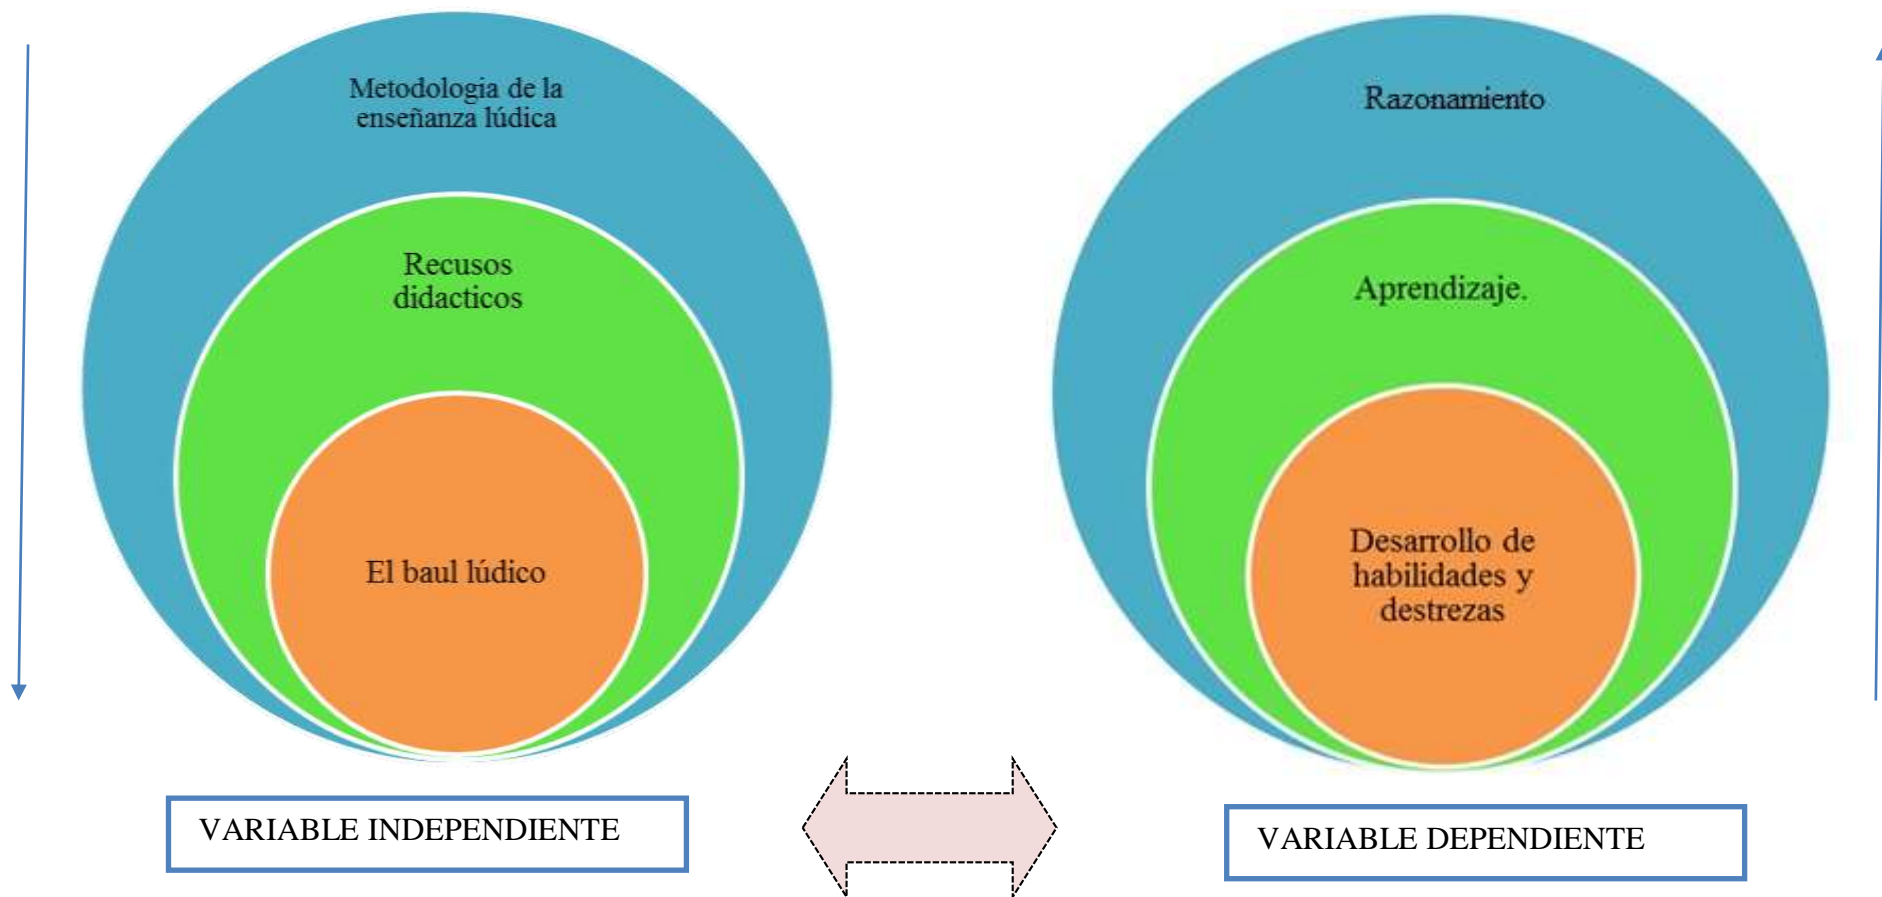 Metodologia de la
enseñanza lúdica
Recusos
didacticos
El baul lúdico
VARIABLE INDEPENDIENTE
Razonamiento
Aprendizaje.
Desarrollo de
habilidades y
destrezas
VARIABLE DEPENDIENTE